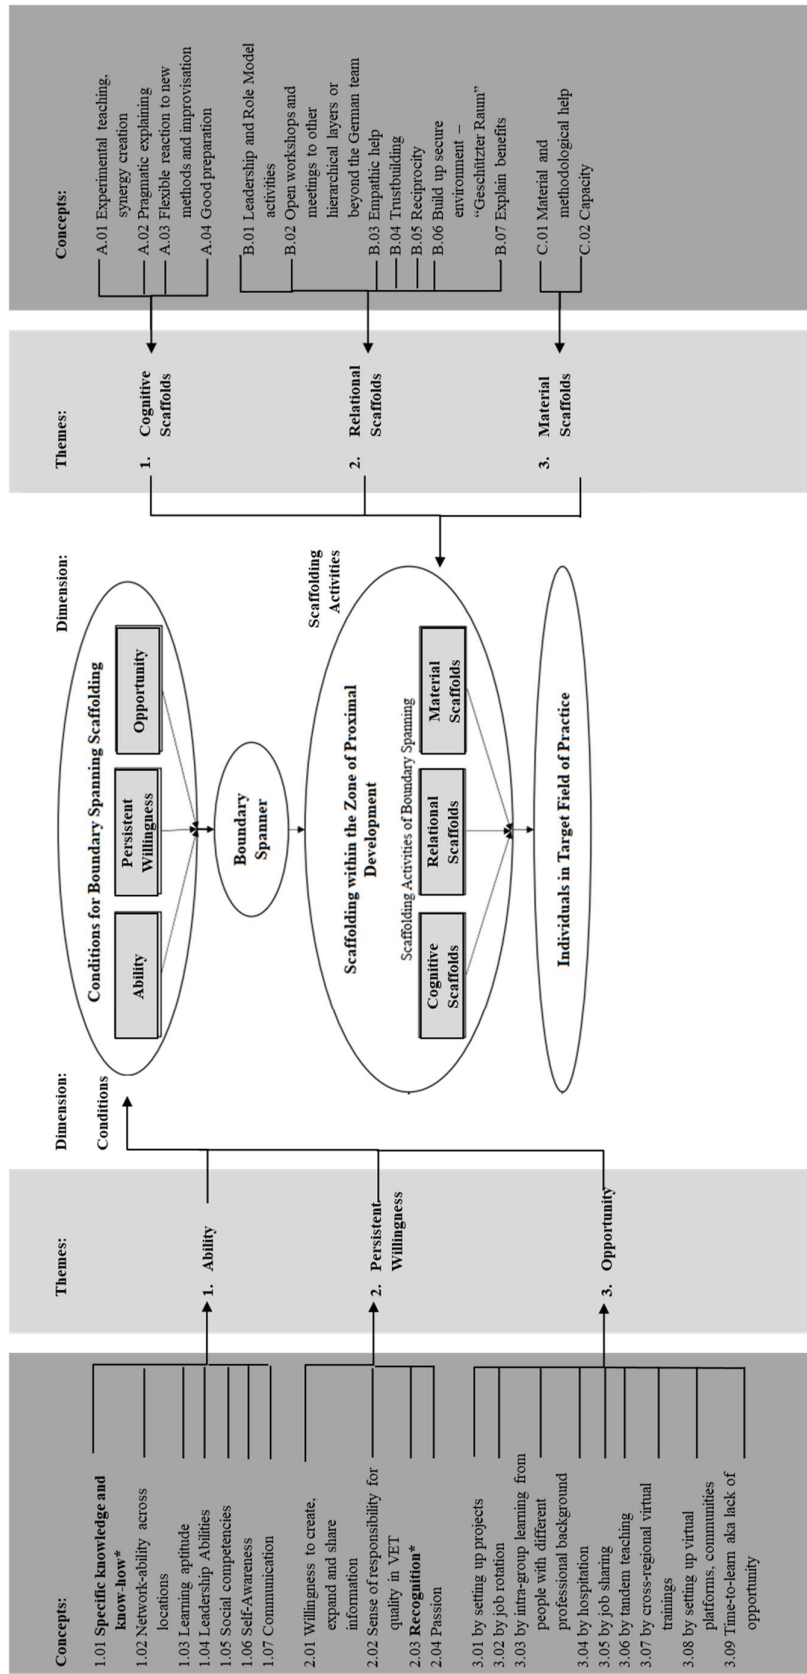 Concepts:
1.01 Specific knowledge and
know-how*
1.02 Network-ability across
locations
1.03 Learning aptitude
1.04 Leadership Abilities
1.05 Social competencies
1.06 Self-Awareness
1.07 Communication
2.01 Willingness to create,
expand and share
information
2.02 Sense of responsibility for
quality in VET
2.03 Recognition*
2.04 Passion
3.01 by setting up projects
3.02 by job rotation
3.03 by intra-group learning from
people with different
professional background
3.04 by hospitation
3.05 by job sharing
3.06 by tandem teaching
3.07 by cross-regional virtual
trainings
3.08 by setting up virtual
platforms, communities
3.09 Time-to-learn aka lack of
opportunity
Themes:
1. Ability
2. Persistent
Willingness
3. Opportunity
Dimension:
Conditions
Conditions for Boundary Spanning Scaffolding
Ability
Persistent
Willingness
Opportunity
Boundary
Spanner
Scaffolding within the Zone of Proximal
Development
Scaffolding Activities of Boundary Spanning
Cognitive
Scaffolds
Relational
Scaffolds
Material
Scaffolds
Individuals in Target Field of Practice
Dimension:
Scaffolding
Activities
Themes:
1. Cognitive
Scaffolds
2. Relational
Scaffolds
3. Material
Scaffolds
Concepts:
A.01 Experimental teaching,
synergy creation
A.02 Pragmatic explaining
A.03 Flexible reaction to new
methods and improvisation
A.04 Good preparation
B.01 Leadership and Role Model
activities
B.02 Open workshops and
meetings to other
hierarchical layers or
beyond the German team
B.03 Empathic help
B.04 Trustbuilding
B.05 Reciprocity
B.06 Build up secure
environment –
“Geschützter Raum”
B.07 Explain benefits
C.01 Material and
methodological help
C.02 Capacity